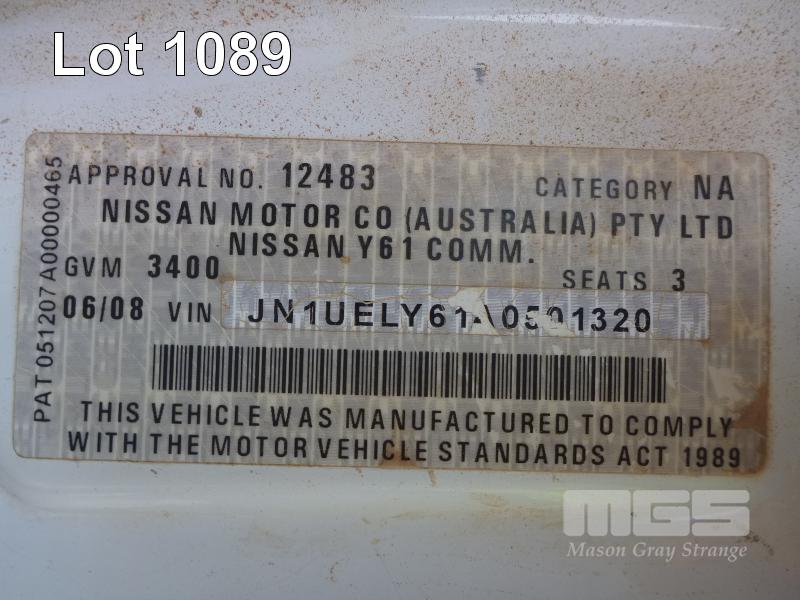 Lot 1089
APPROVAL NO. 12483 CATEGORY NA
NISSAN MOTOR CO (AUSTRALIA) PTY LTD
NISSAN Y61 COMM.
GVM 3400 SEATS 3
06/08 VIN
THIS VEHICLE WAS MANUFACTURED TO COMPLY
WITH THE MOTOR VEHICLE STANDARDS ACT 1989
PAT 051207A00000465
MGS
Mason Gray Strange